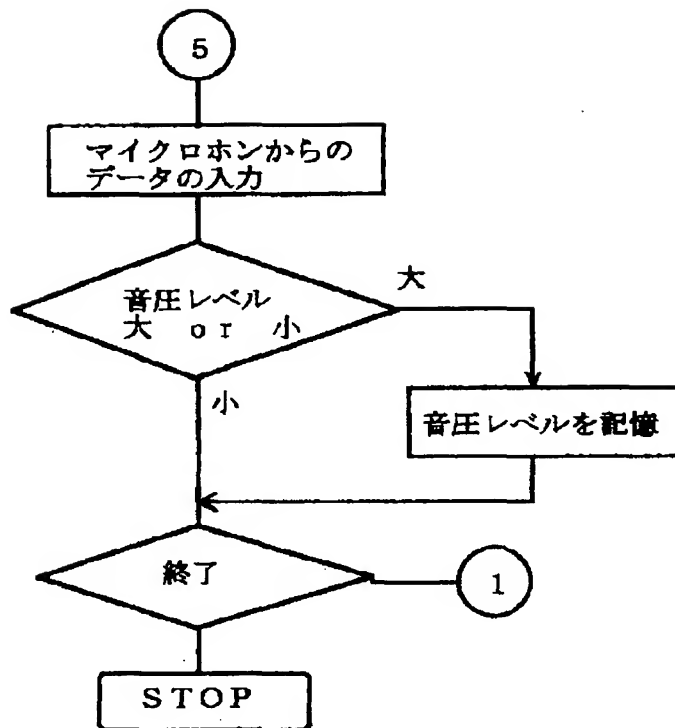 5
マイクロホンからの
データの入力
音圧レベル
大 or 小
大
小
音圧レベルを記憶
終了
1
STOP